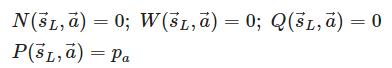 N(s⃗_L, a⃗) = 0; W(s⃗_L, a⃗) = 0; Q(s⃗_L, a⃗) = 0
P(s⃗_L, a⃗) = p_a